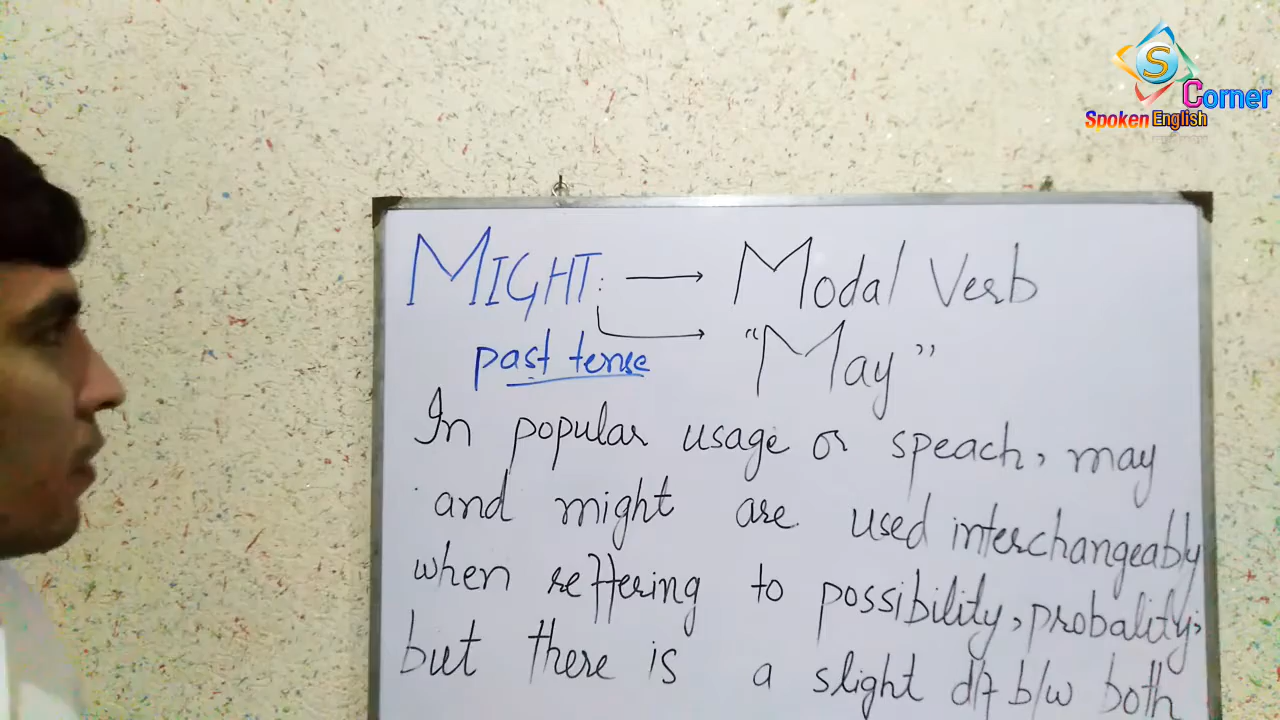 S
Corner
Spoken English
MIGHT: → Modal Verb
past tense → "May"
In popular usage or speach, may
and might are used interchangeably
when reffering to possibility, probality,
but there is a slight d/f b/w both